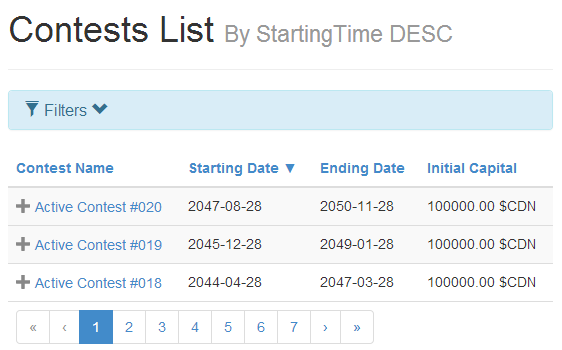 Contests List By StartingTime DESC
Filters
Contest Name Starting Date ▼ Ending Date Initial Capital
Active Contest #020 2047-08-28 2050-11-28 100000.00 $CDN
Active Contest #019 2045-12-28 2049-01-28 100000.00 $CDN
Active Contest #018 2044-04-28 2047-03-28 100000.00 $CDN
« ‹ 1 2 3 4 5 6 7 › »